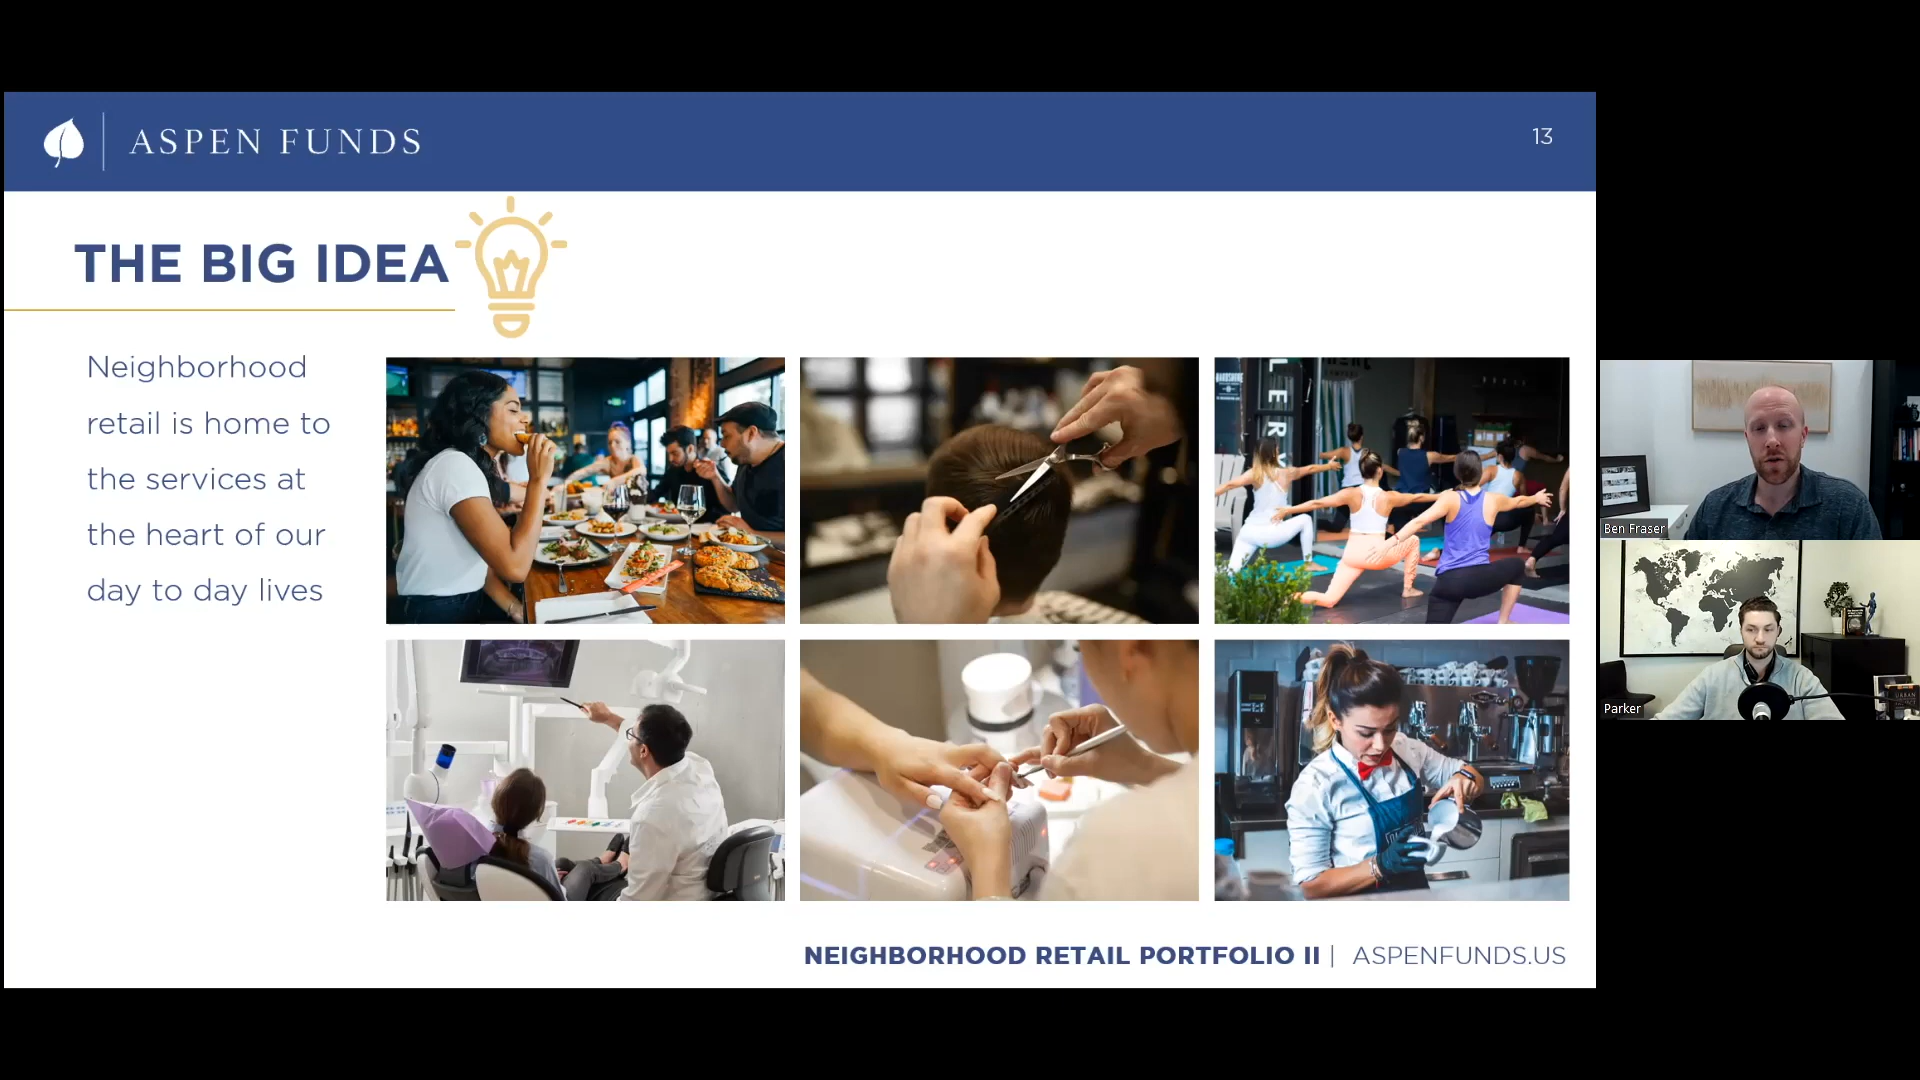 ASPEN FUNDS
13
THE BIG IDEA
Neighborhood
retail is home to
the services at
the heart of our
day to day lives
LERY
NEIGHBORHOOD RETAIL PORTFOLIO II | ASPENFUNDS.US
Ben Fraser
Parker